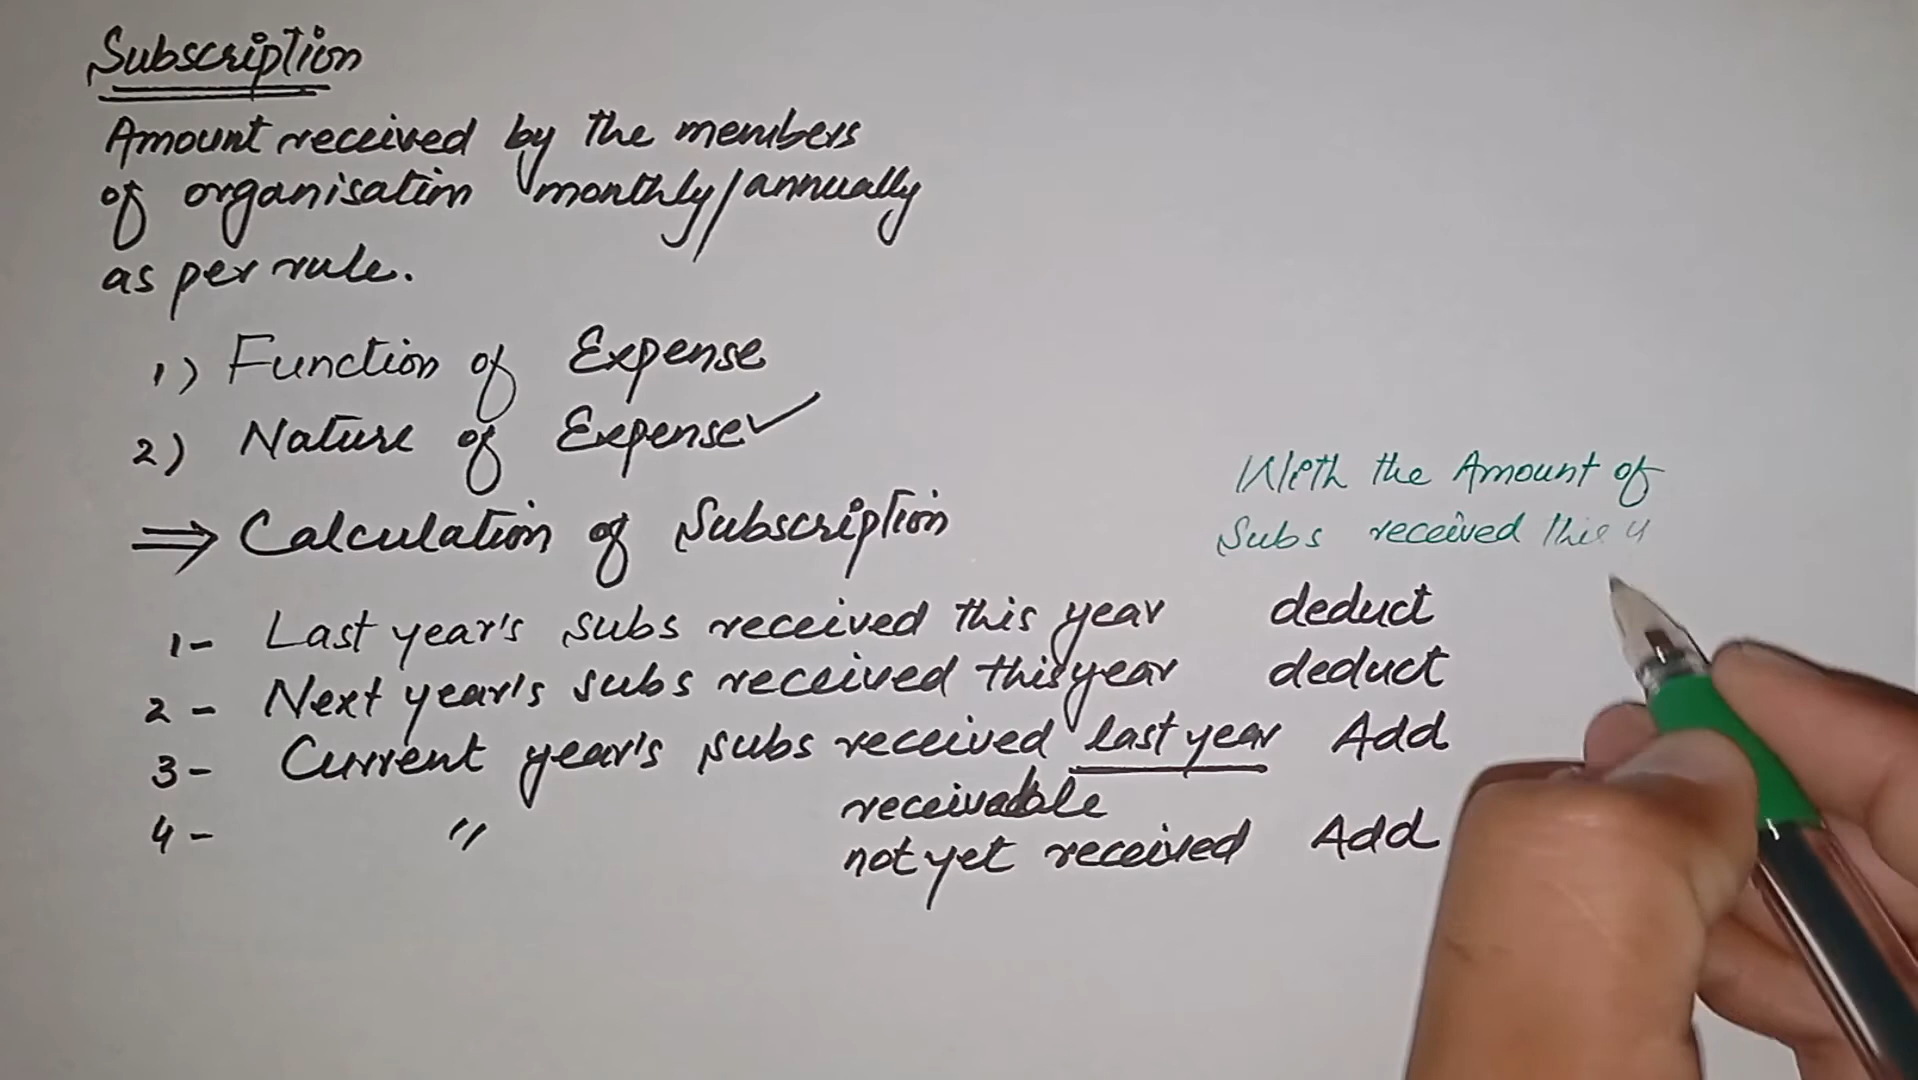 Subscription
Amount received by the members
of organisation monthly/annually
as per rule.
1) Function of Expense
2) Nature of Expense✓
⇒ Calculation of Subscription
With the Amount of
Subs received this y
1- Last year's subs received this year deduct
2- Next year's subs received this year deduct
3- Current year's subs received last year Add
receivable
4- " not yet received Add